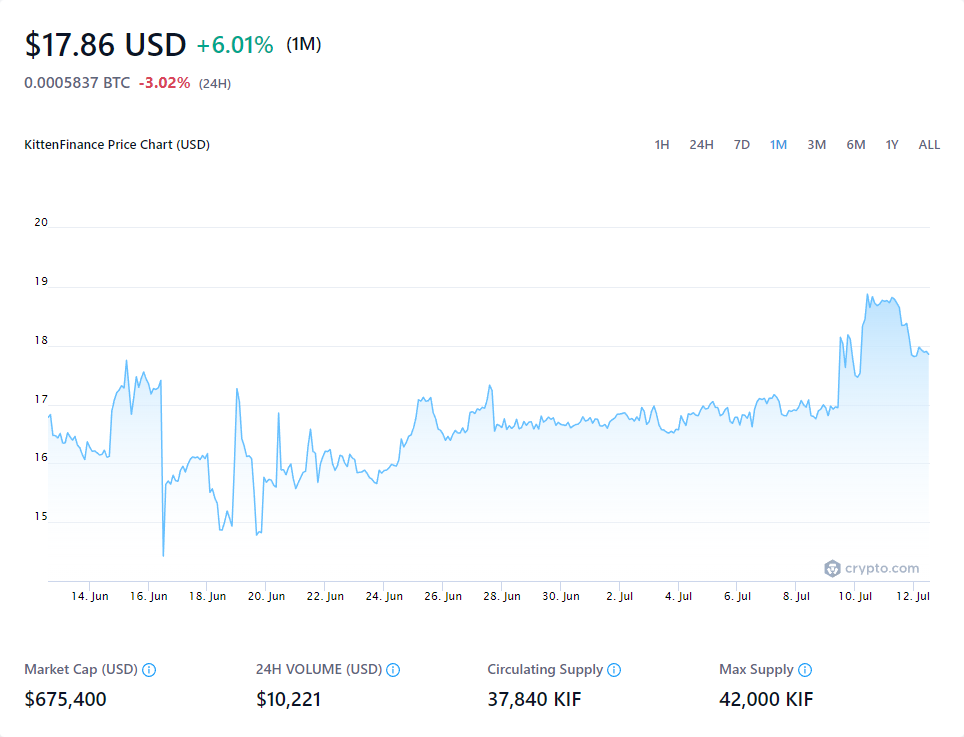 $17.86 USD +6.01% (1M)
0.0005837 BTC -3.02% (24H)
KittenFinance Price Chart (USD) 1H 24H 7D 1M 3M 6M 1Y ALL
20
19
18
17
16
15
crypto.com
14. Jun 16. Jun 18. Jun 20. Jun 22. Jun 24. Jun 26. Jun 28. Jun 30. Jun 2. Jul 4. Jul 6. Jul 8. Jul 10. Jul 12. Jul
Market Cap (USD) 24H VOLUME (USD) Circulating Supply Max Supply
$675,400 $10,221 37,840 KIF 42,000 KIF